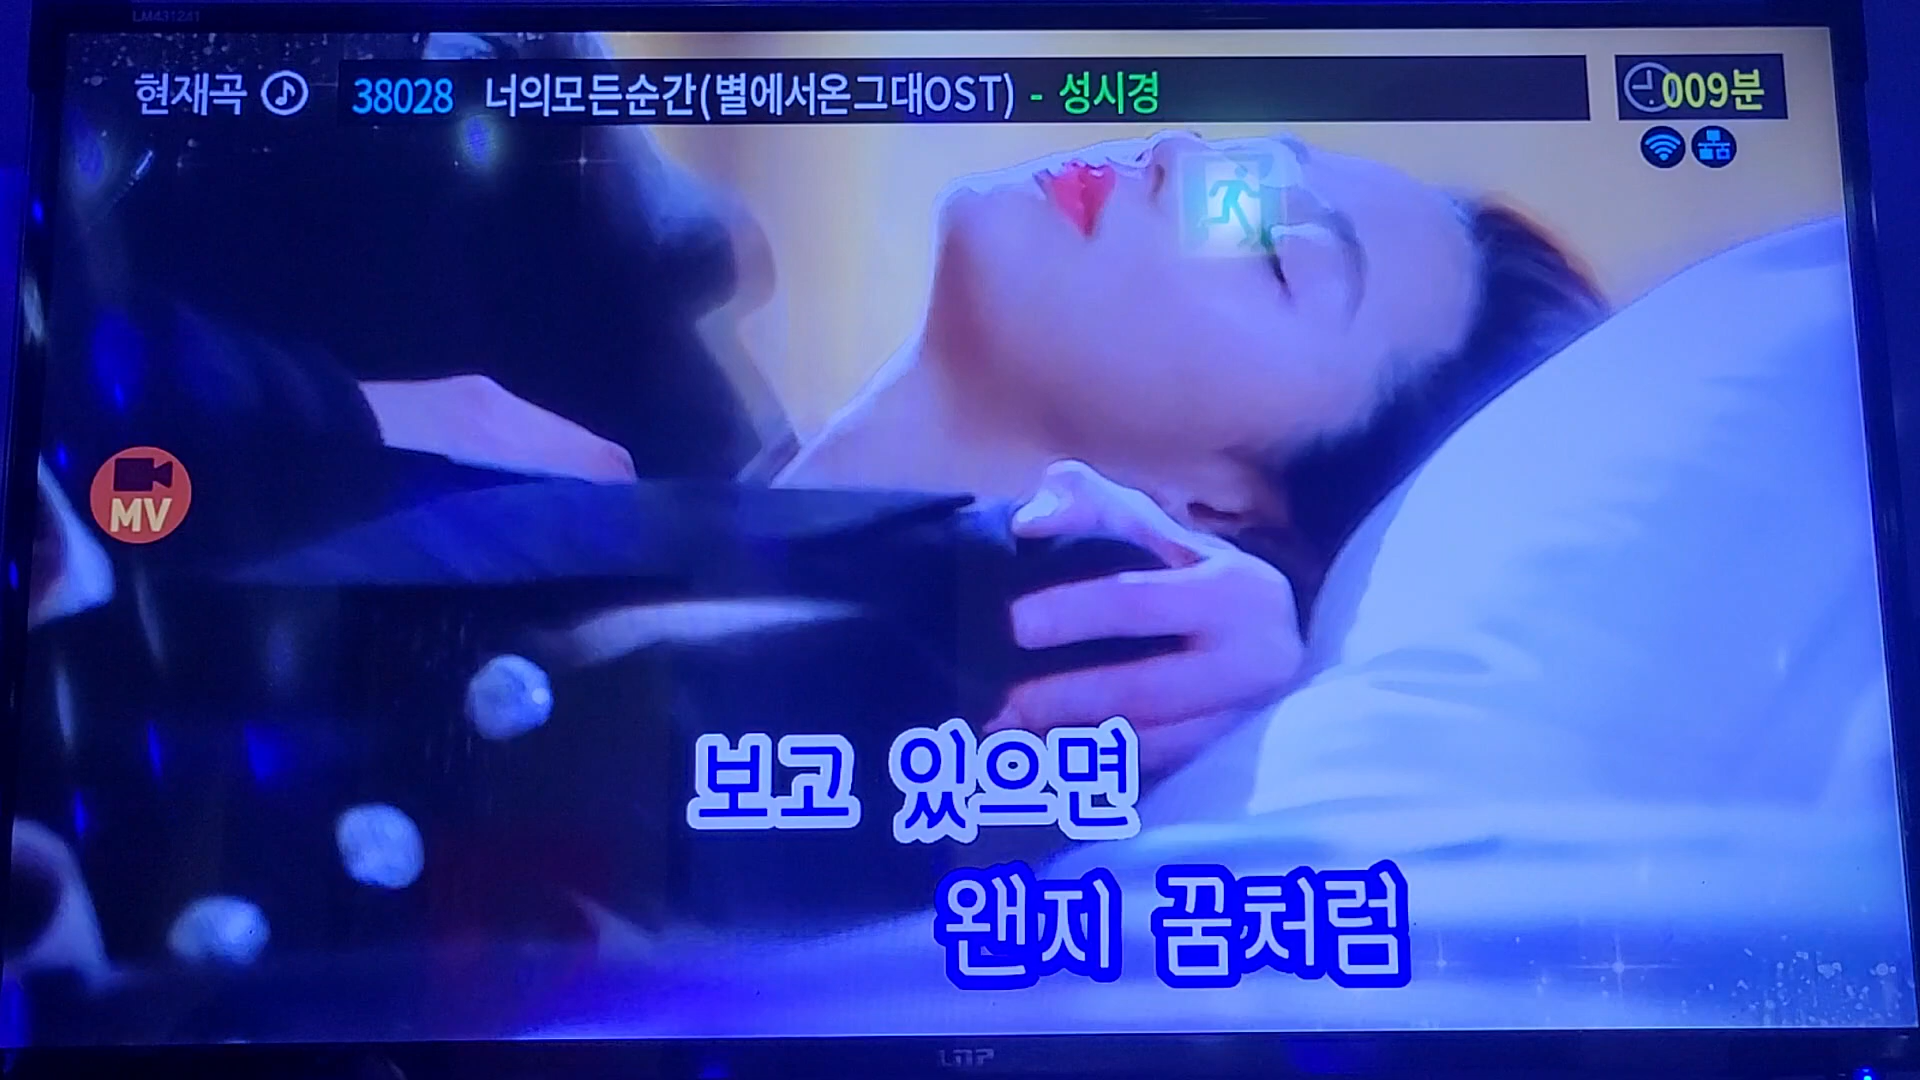 LM431241
현재곡 38028 너의모든순간(별에서온그대OST) - 성시경 009분
MV
보고 있으면
왠지 꿈처럼